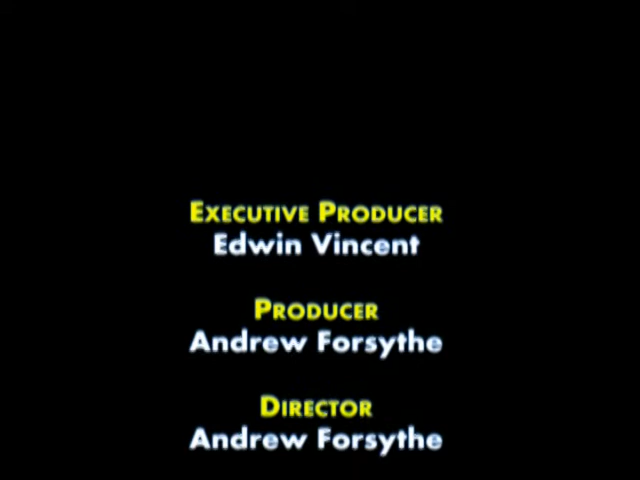 Executive Producer
Edwin Vincent
Producer
Andrew Forsythe
Director
Andrew Forsythe